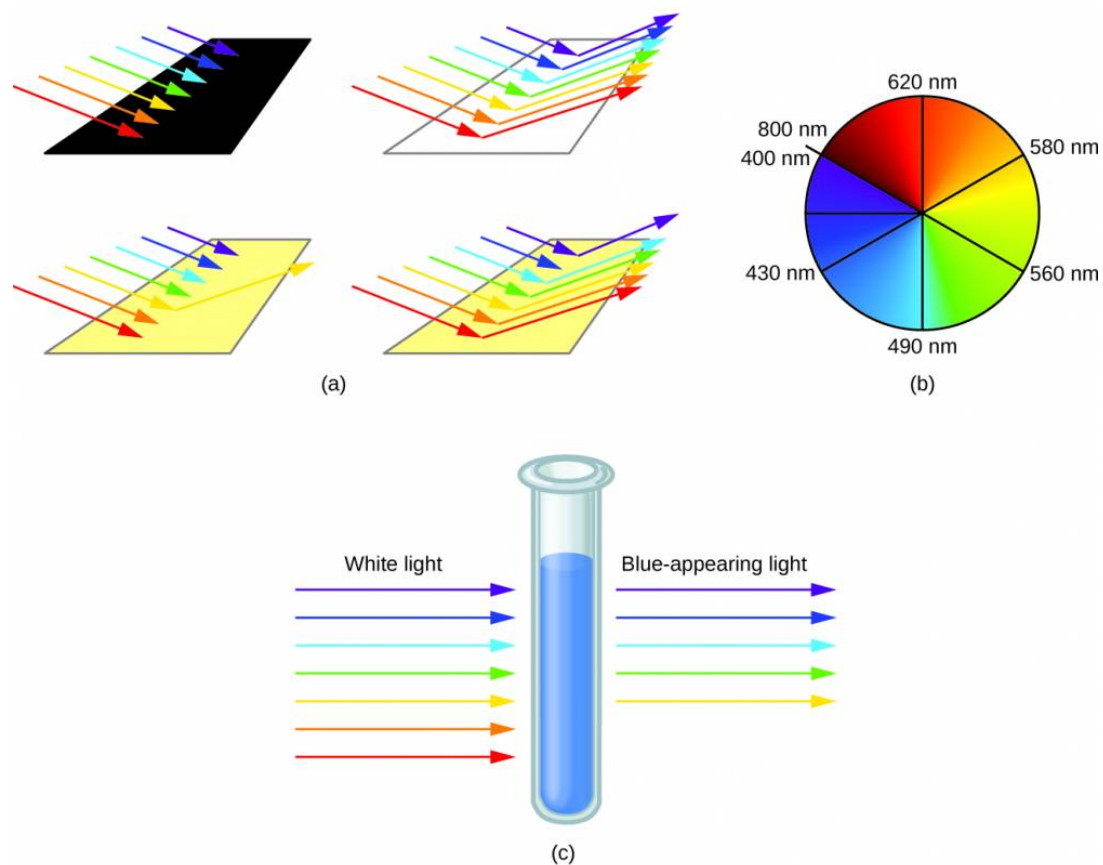 620 nm
800 nm
580 nm
400 nm
430 nm
560 nm
490 nm
(a)
(b)
White light
Blue-appearing light
(c)